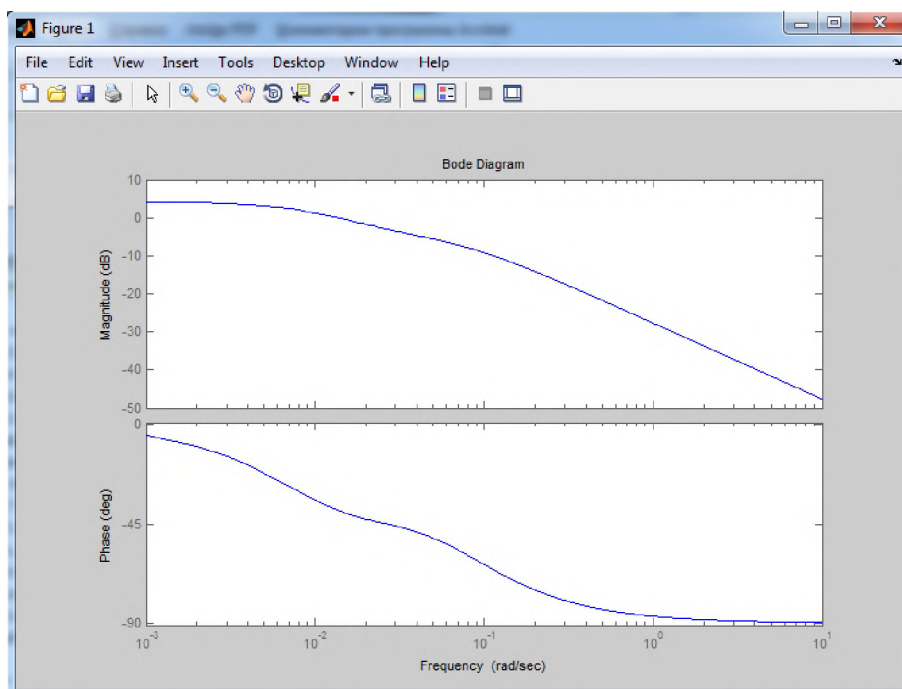 Figure 1
File Edit View Insert Tools Desktop Window Help
Bode Diagram
Magnitude (dB)
10
0
-10
-20
-30
-40
-50
Phase (deg)
0
-45
-90
10^-3 10^-2 10^-1 10^0 10^1
Frequency (rad/sec)